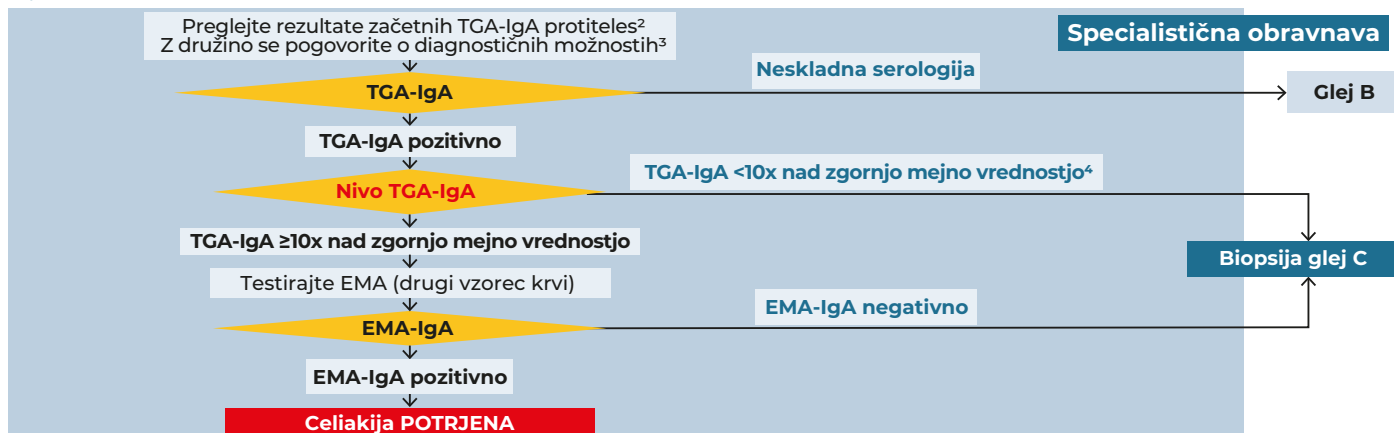 Preglejte rezultate začetnih TGA-IgA protiteles²
Z družino se pogovorite o diagnostičnih možnostih³
Specialistična obravnava
Neskladna serologija
TGA-IgA
Glej B
TGA-IgA pozitivno
TGA-IgA <10x nad zgornjo mejno vrednostjo⁴
Nivo TGA-IgA
TGA-IgA ≥10x nad zgornjo mejno vrednostjo
Biopsija glej C
Testirajte EMA (drugi vzorec krvi)
EMA-IgA negativno
EMA-IgA
EMA-IgA pozitivno
Celiakija POTRJENA